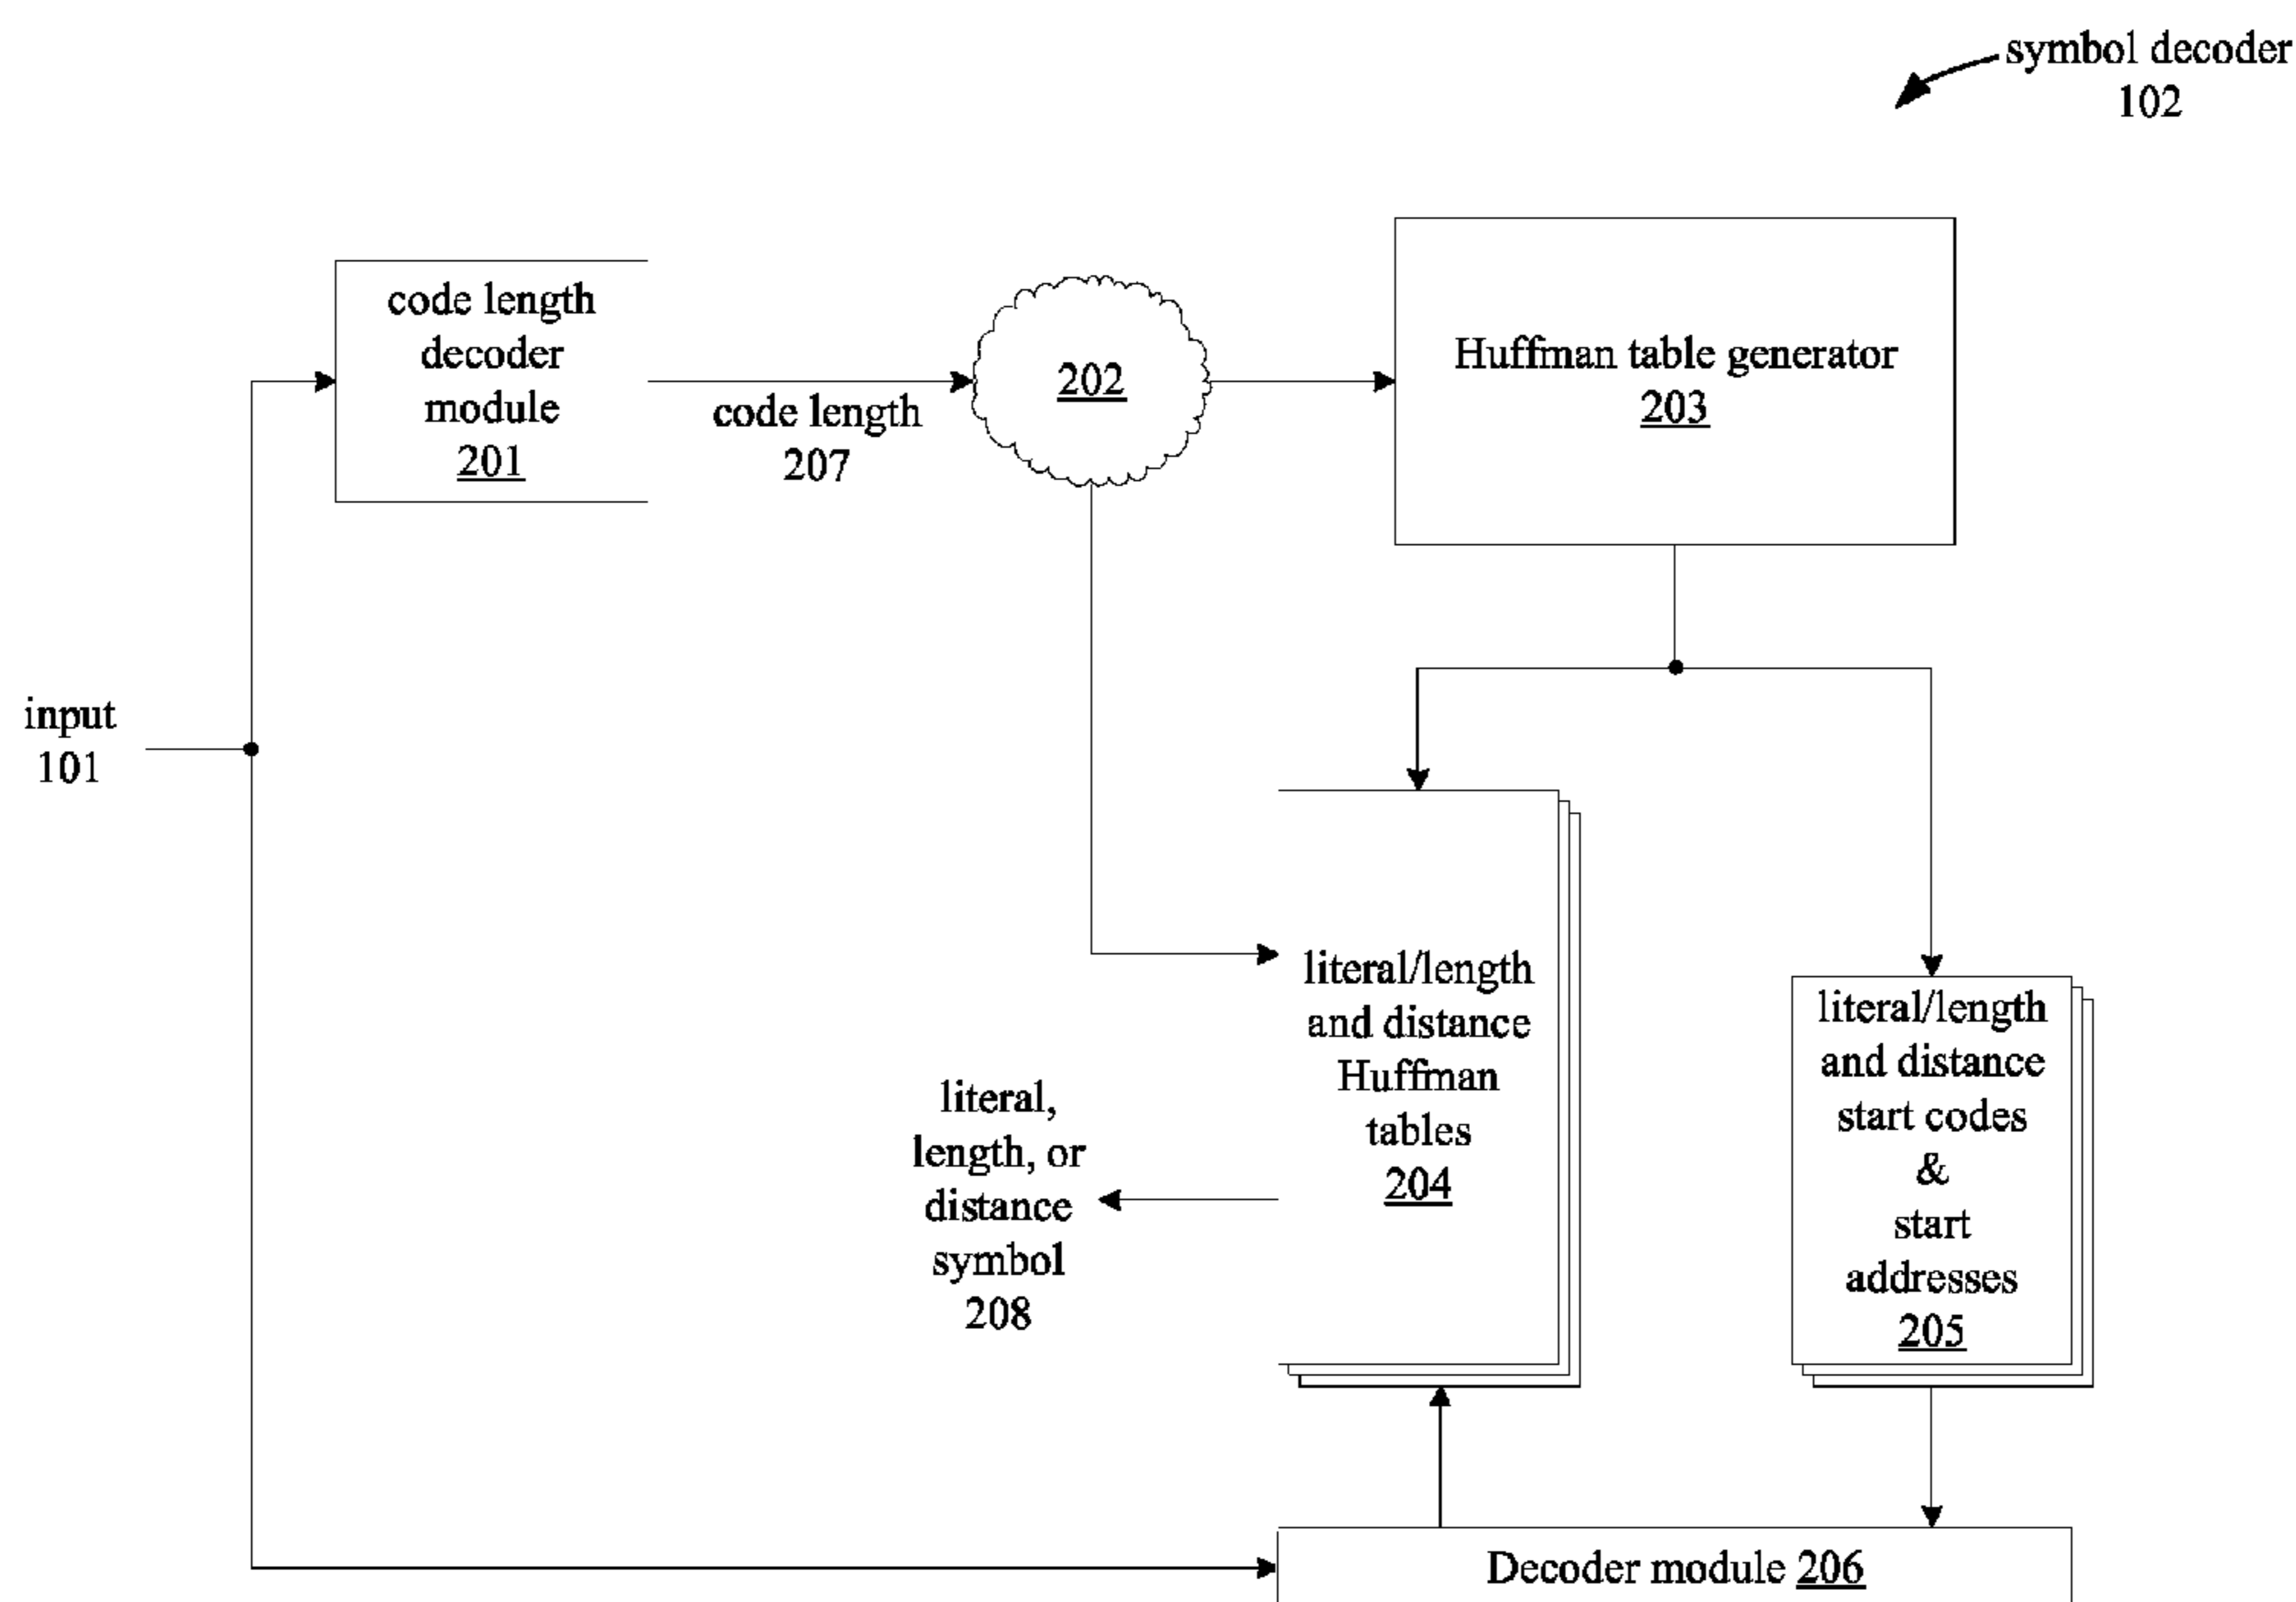 symbol decoder
102
code length
decoder
module
201
code length
207
202
Huffman table generator
203
input
101
literal/length
and distance
Huffman
tables
204
literal/length
and distance
start codes
&
start
addresses
205
literal,
length, or
distance
symbol
208
Decoder module 206